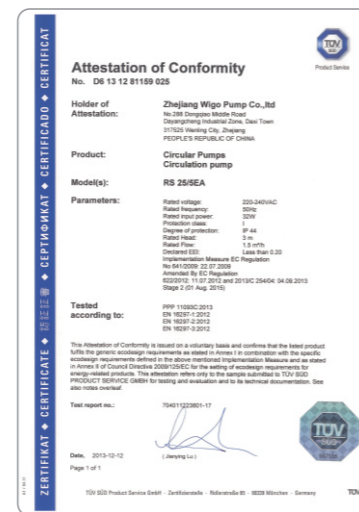 TÜV
SÜD
Product Service
Attestation of Conformity
No. D6 13 12 81159 025
Holder of
Attestation:
Zhejiang Wigo Pump Co.,ltd
No.288 Dongqiao Middle Road
Dayangcheng Industrial Zone, Daxi Town
317525 Wenling City, Zhejiang
PEOPLE'S REPUBLIC OF CHINA
Product: Circular Pumps
Circulation pump
Model(s): RS 25/5EA
Parameters:
Rated voltage: 220-240VAC
Rated frequency: 50Hz
Rated input power: 32W
Protection class: I
Degree of protection: IP 44
Rated Head: 3 m
Rated Flow: 1.5 m³/h
Declared EEI: Less than 0.20
Implementation Measure EC Regulation
No 641/2009: 22.07.2009
Amended By EC Regulation
622/2012: 11.07.2012 and 2013/C 254/04: 04.09.2013
Stage 2 (01 Aug. 2015)
Tested
according to:
PPP 11093C:2013
EN 16297-1:2012
EN 16297-2:2012
EN 16297-3:2012
This Attestation of Conformity is issued on a voluntary basis and confirms that the listed product
fulfils the generic ecodesign requirements as stated in Annex I in combination with the specific
ecodesign requirements defined in the above mentioned Implementation Measure and as stated
in Annex II of Council Directive 2009/125/EC for the setting of ecodesign requirements for
energy-related products. This attestation refers only to the sample submitted to TÜV SÜD
PRODUCT SERVICE GMBH for testing and evaluation and to its technical documentation. See
also notes overleaf.
Test report no.: 704011223801-17
Date, 2013-12-12
( Jianying Lu )
Page 1 of 1
TÜV
SÜD
TÜV SÜD Product Service GmbH · Zertifizierstelle · Ridlerstraße 65 · 80339 München · Germany
TÜV
ZERTIFIKAT ◆ CERTIFICATE ◆ 認證證書 ◆ СЕРТИФИКАТ ◆ CERTIFICADO ◆ CERTIFICAT